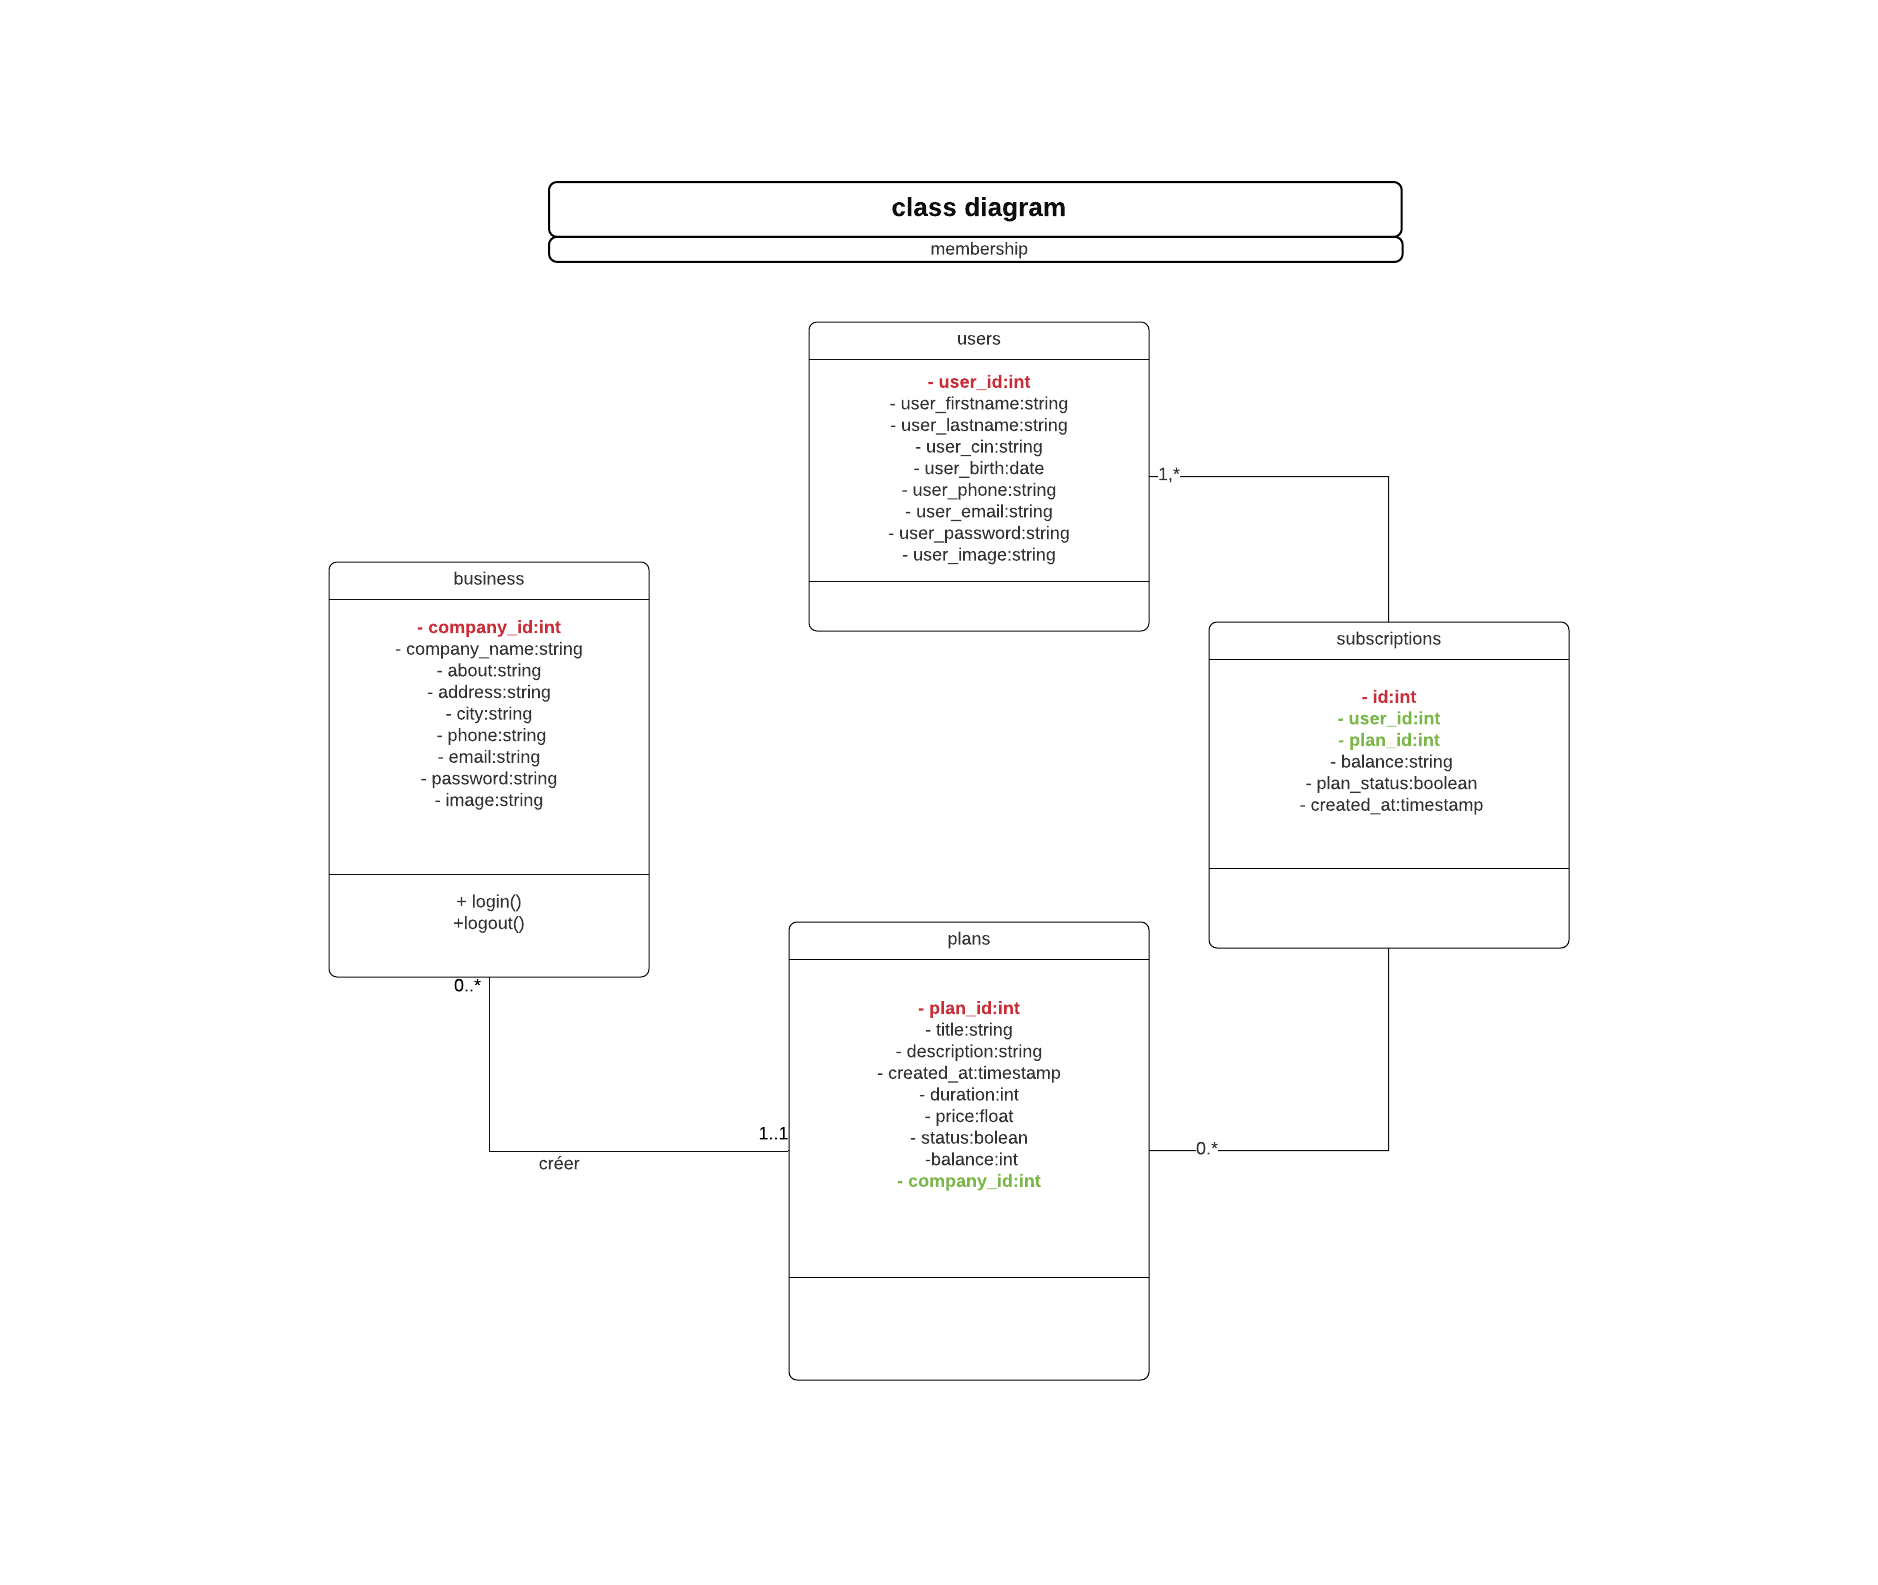 class diagram
membership
users
- user_id:int
- user_firstname:string
- user_lastname:string
- user_cin:string
- user_birth:date
- user_phone:string
- user_email:string
- user_password:string
- user_image:string
1,*
business
- company_id:int
- company_name:string
- about:string
- address:string
- city:string
- phone:string
- email:string
- password:string
- image:string
+ login()
+logout()
0..*
subscriptions
- id:int
- user_id:int
- plan_id:int
- balance:string
- plan_status:boolean
- created_at:timestamp
plans
- plan_id:int
- title:string
- description:string
- created_at:timestamp
- duration:int
- price:float
- status:bolean
-balance:int
- company_id:int
1..1
créer
0.*